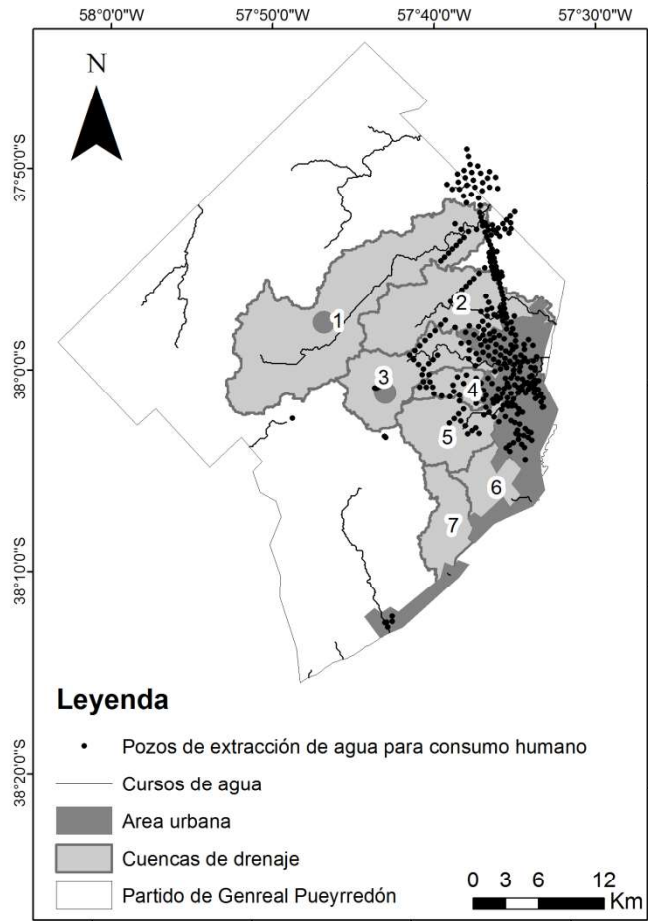 58°0'0"W 57°50'0"W 57°40'0"W 57°30'0"W
N
37°50'0"S
38°0'0"S
38°10'0"S
38°20'0"S
1
2
3
4
5
6
7
Leyenda
Pozos de extracción de agua para consumo humano
Cursos de agua
Area urbana
Cuencas de drenaje
Partido de Genreal Pueyrredón
0 3 6 12
Km